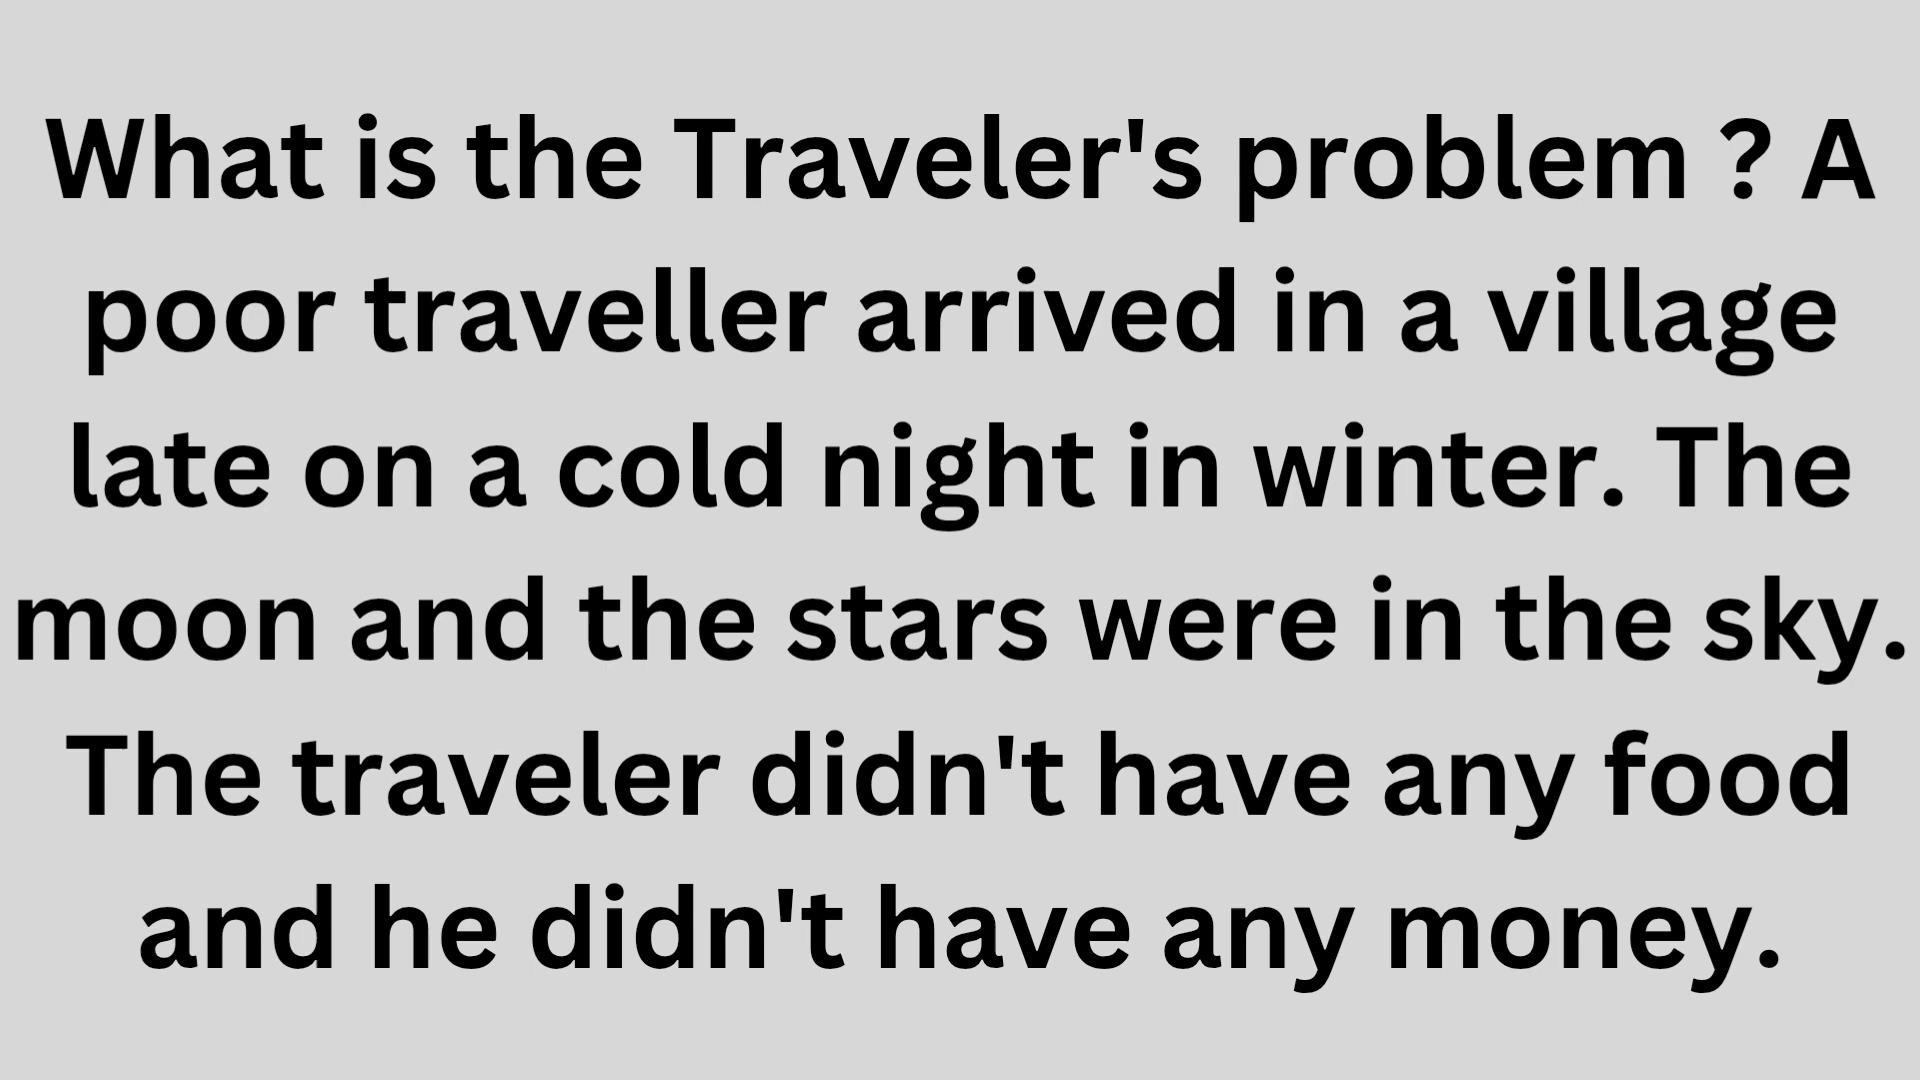 What is the Traveler's problem ? A
poor traveller arrived in a village
late on a cold night in winter. The
moon and the stars were in the sky.
The traveler didn't have any food
and he didn't have any money.